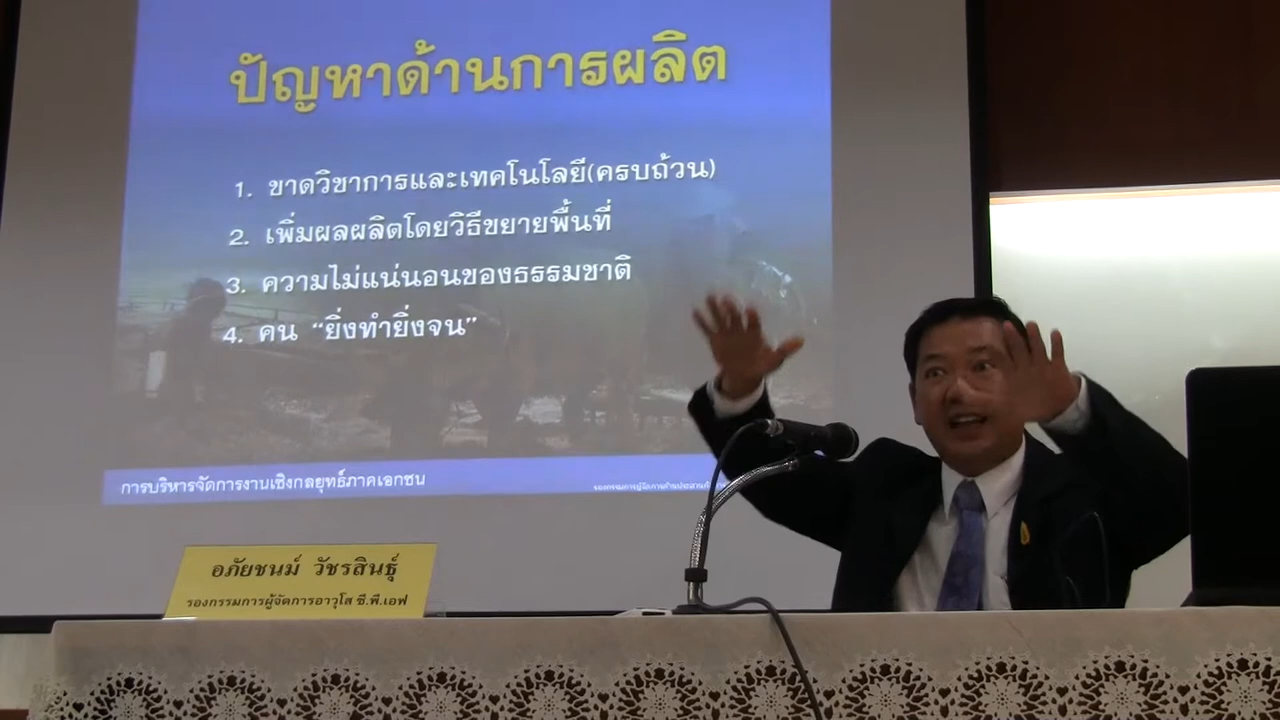 ปัญหาด้านการผลิต
1. ขาดวิชาการและเทคโนโลยี(ครบถ้วน)
2. เพิ่มผลผลิตโดยวิธีขยายพื้นที่
3. ความไม่แน่นอนของธรรมชาติ
4. คน “ยิ่งทำยิ่งจน”
การบริหารจัดการงานเชิงกลยุทธ์ภาคเอกชน
อภัยชนม์ วัชรสินธุ์
รองกรรมการผู้จัดการอาวุโส ซี.พี.เอฟ